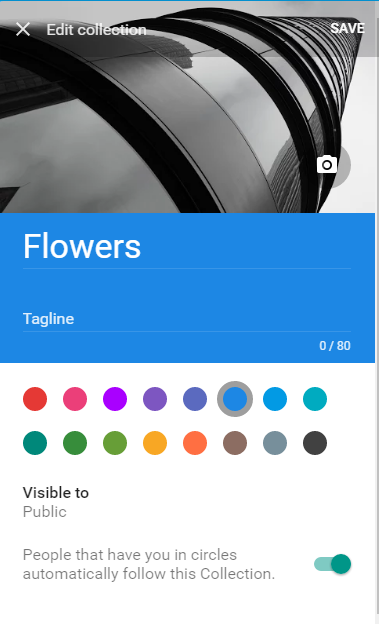 Edit collection
SAVE
Flowers
Tagline
0 / 80
Visible to
Public
People that have you in circles
automatically follow this Collection.